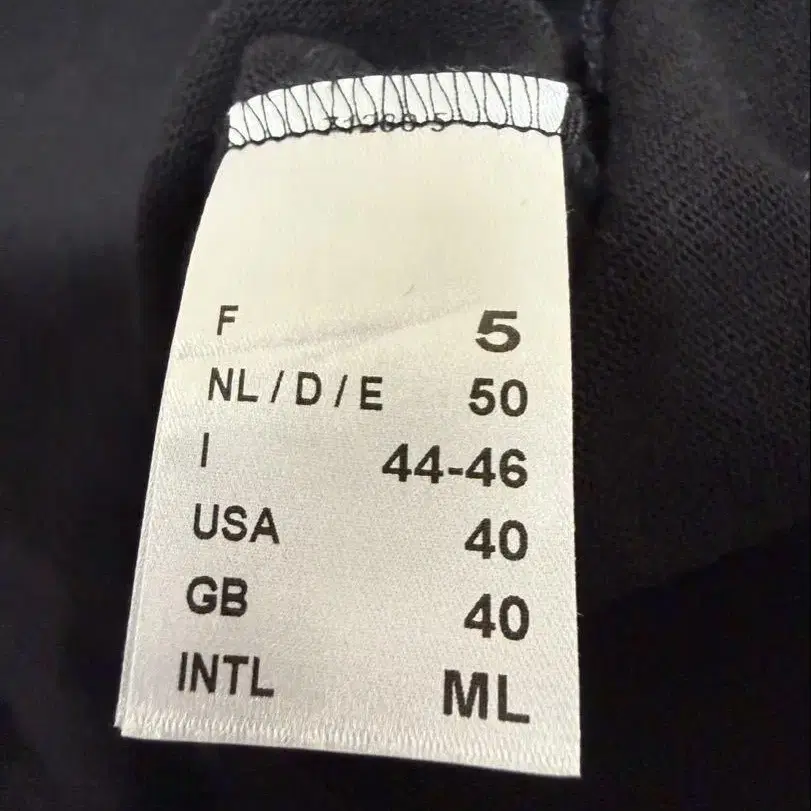 F 5
NL / D / E 50
I 44-46
USA 40
GB 40
INTL ML